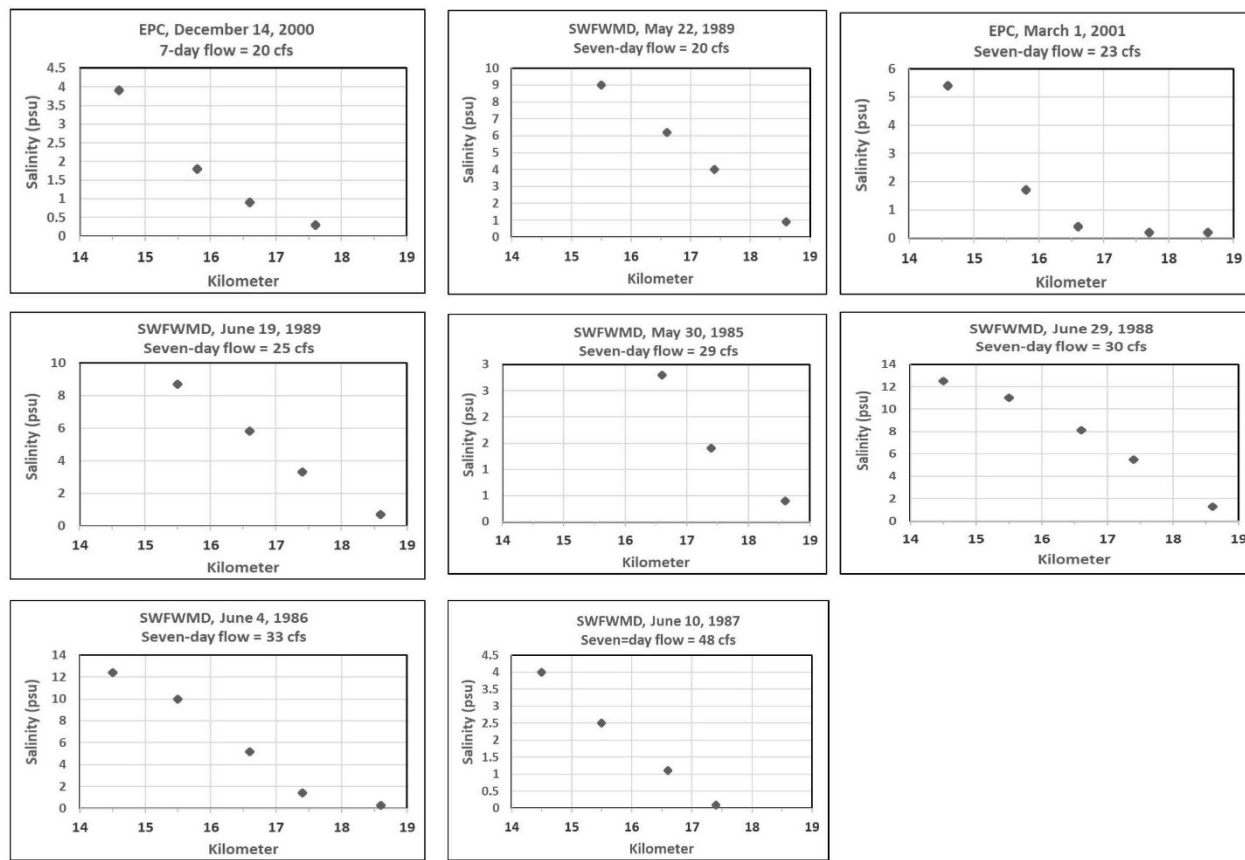 EPC, December 14, 2000
7-day flow = 20 cfs
Salinity (psu)
4.5
4
3.5
3
2.5
2
1.5
1
0.5
0
14 15 16 17 18 19
Kilometer
SWFWMD, May 22, 1989
Seven-day flow = 20 cfs
Salinity (psu)
10
9
8
7
6
5
4
3
2
1
0
14 15 16 17 18 19
Kilometer
EPC, March 1, 2001
Seven-day flow = 23 cfs
Salinity (psu)
6
5
4
3
2
1
0
14 15 16 17 18 19
Kilometer
SWFWMD, June 19, 1989
Seven-day flow = 25 cfs
Salinity (psu)
10
8
6
4
2
0
14 15 16 17 18 19
Kilometer
SWFWMD, May 30, 1985
Seven-day flow = 29 cfs
Salinity (psu)
3
3
2
2
1
1
0
14 15 16 17 18 19
Kilometer
SWFWMD, June 29, 1988
Seven-day flow = 30 cfs
Salinity (psu)
14
12
10
8
6
4
2
0
14 15 16 17 18 19
Kilometer
SWFWMD, June 4, 1986
Seven-day flow = 33 cfs
Salinity (psu)
14
12
10
8
6
4
2
0
14 15 16 17 18 19
Kilometer
SWFWMD, June 10, 1987
Seven=day flow = 48 cfs
Salinity (psu)
4.5
4
3.5
3
2.5
2
1.5
1
0.5
0
14 15 16 17 18 19
Kilometer